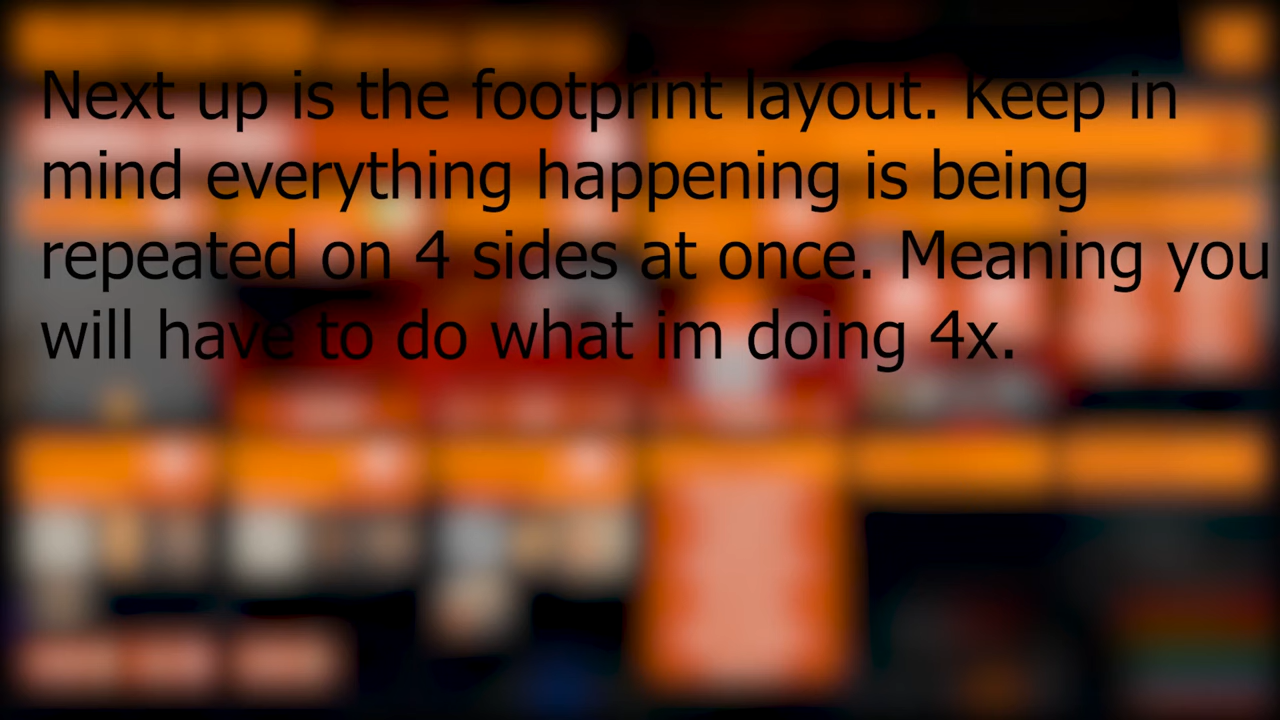 Next up is the footprint layout. Keep in
mind everything happening is being
repeated on 4 sides at once. Meaning you
will have to do what im doing 4x.